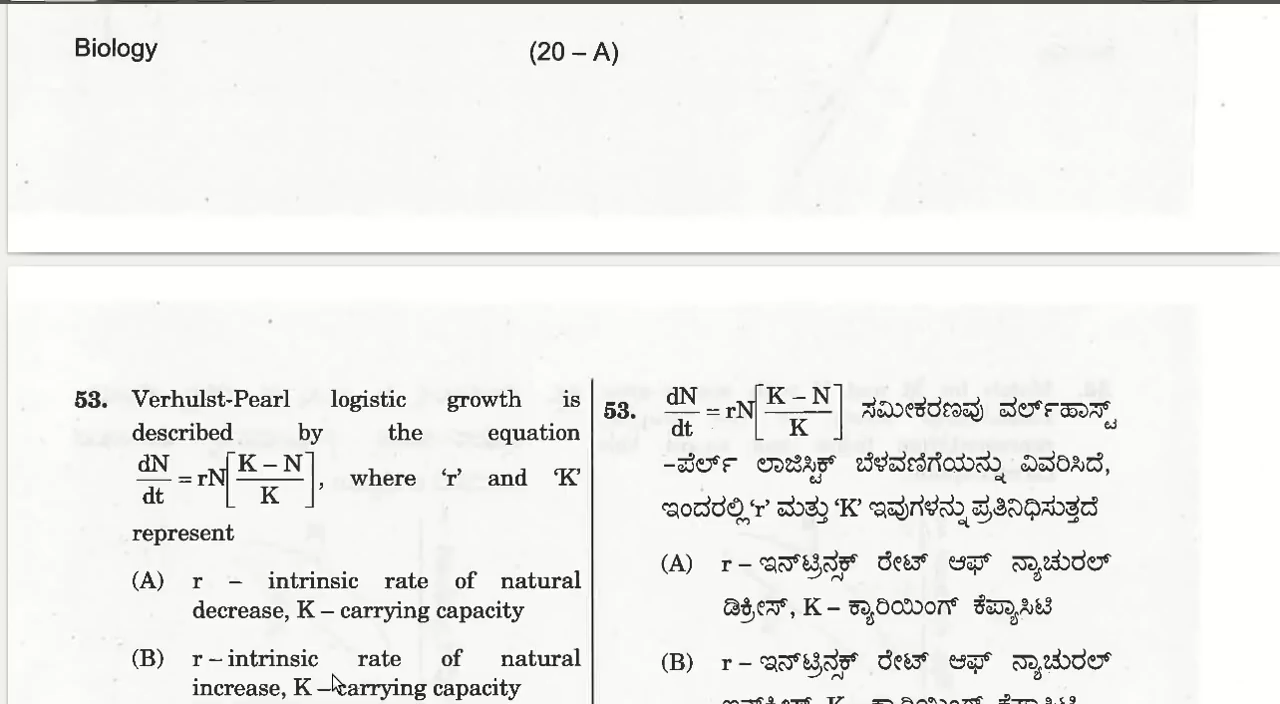 Biology
(20 – A)
53. Verhulst-Pearl logistic growth is
described by the equation
dN/dt = rN[(K – N)/K], where ‘r’ and ‘K’
represent
(A) r – intrinsic rate of natural
decrease, K – carrying capacity
(B) r – intrinsic rate of natural
increase, K – carrying capacity
53. dN/dt = rN[(K – N)/K] ಸಮೀಕರಣವು ವರ್ಲ್‌ಹಾಸ್ಟ್
-ಪೆರ್ಲ್ ಲಾಜಿಸ್ಟಿಕ್ ಬೆಳವಣಿಗೆಯನ್ನು ವಿವರಿಸಿದೆ,
ಇಂದರಲ್ಲಿ ‘r’ ಮತ್ತು ‘K’ ಇವುಗಳನ್ನು ಪ್ರತಿನಿಧಿಸುತ್ತದೆ
(A) r – ಇನ್‌ಟ್ರಿನ್ಸಿಕ್ ರೇಟ್ ಆಫ್ ನ್ಯಾಚುರಲ್
ಡಿಕ್ರೀಸ್, K – ಕ್ಯಾರಿಯಿಂಗ್ ಕೆಪ್ಯಾಸಿಟಿ
(B) r – ಇನ್‌ಟ್ರಿನ್ಸಿಕ್ ರೇಟ್ ಆಫ್ ನ್ಯಾಚುರಲ್